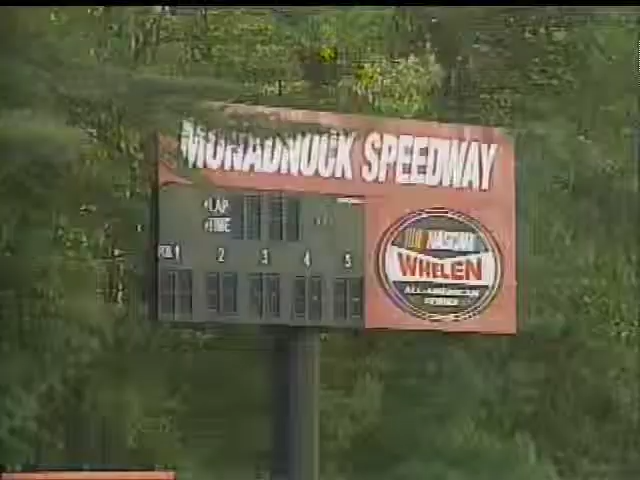 MONADNOCK SPEEDWAY
LAP
TIME
POS. 1 2 3 4 5
NASCAR
WHELEN
ALL-AMERICAN
SERIES